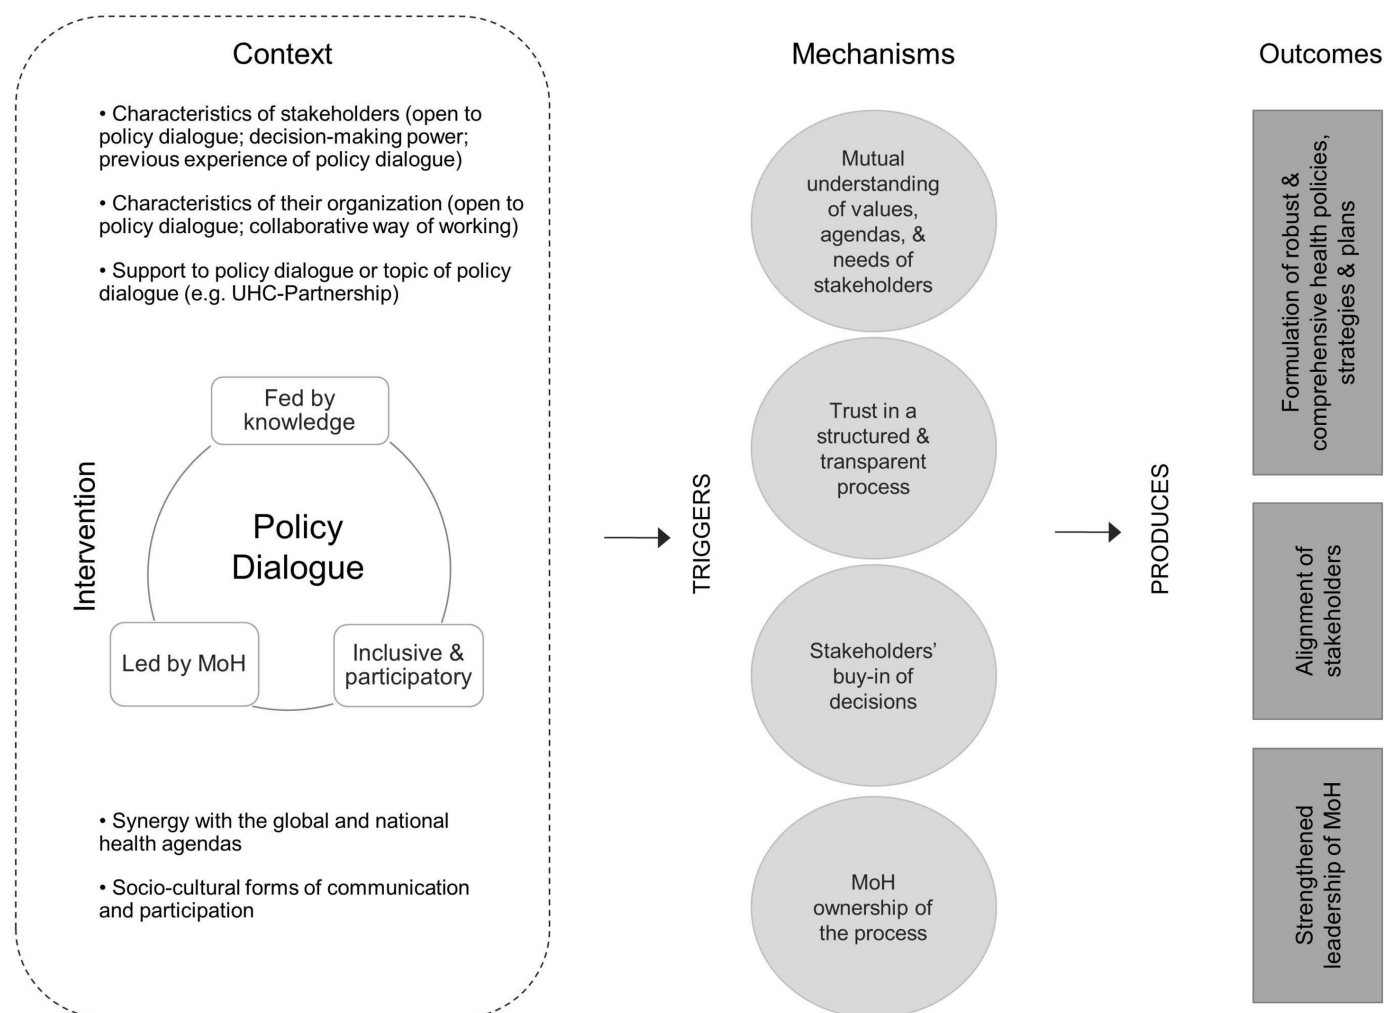 Context
• Characteristics of stakeholders (open to
policy dialogue; decision-making power;
previous experience of policy dialogue)
• Characteristics of their organization (open to
policy dialogue; collaborative way of working)
• Support to policy dialogue or topic of policy
dialogue (e.g. UHC-Partnership)
Intervention
Fed by
knowledge
Policy
Dialogue
Led by MoH
Inclusive &
participatory
• Synergy with the global and national
health agendas
• Socio-cultural forms of communication
and participation
TRIGGERS
Mechanisms
Mutual
understanding
of values,
agendas, &
needs of
stakeholders
Trust in a
structured &
transparent
process
Stakeholders’
buy-in of
decisions
MoH
ownership of
the process
PRODUCES
Outcomes
Formulation of robust &
comprehensive health policies,
strategies & plans
Alignment of
stakeholders
Strengthened
leadership of MoH